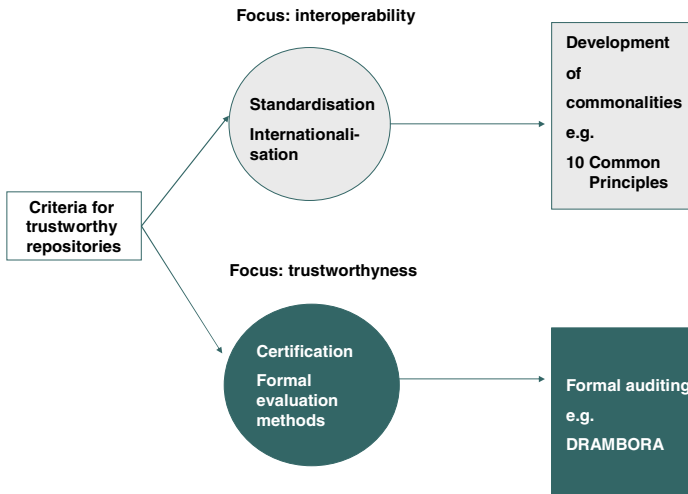 Focus: interoperability
Standardisation
Internationali-
sation
Development
of
commonalities
e.g.
10 Common
Principles
Criteria for
trustworthy
repositories
Focus: trustworthyness
Certification
Formal
evaluation
methods
Formal auditing
e.g.
DRAMBORA